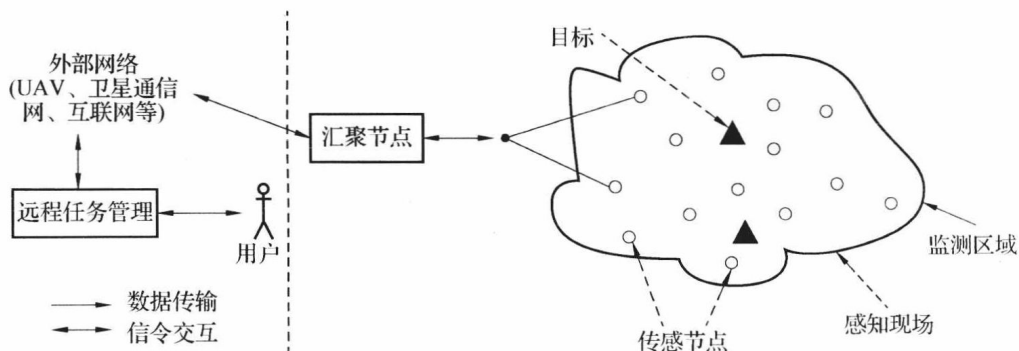 外部网络
(UAV、卫星通信
网、互联网等)
汇聚节点
远程任务管理
用户
数据传输
信令交互
目标
监测区域
感知现场
传感节点